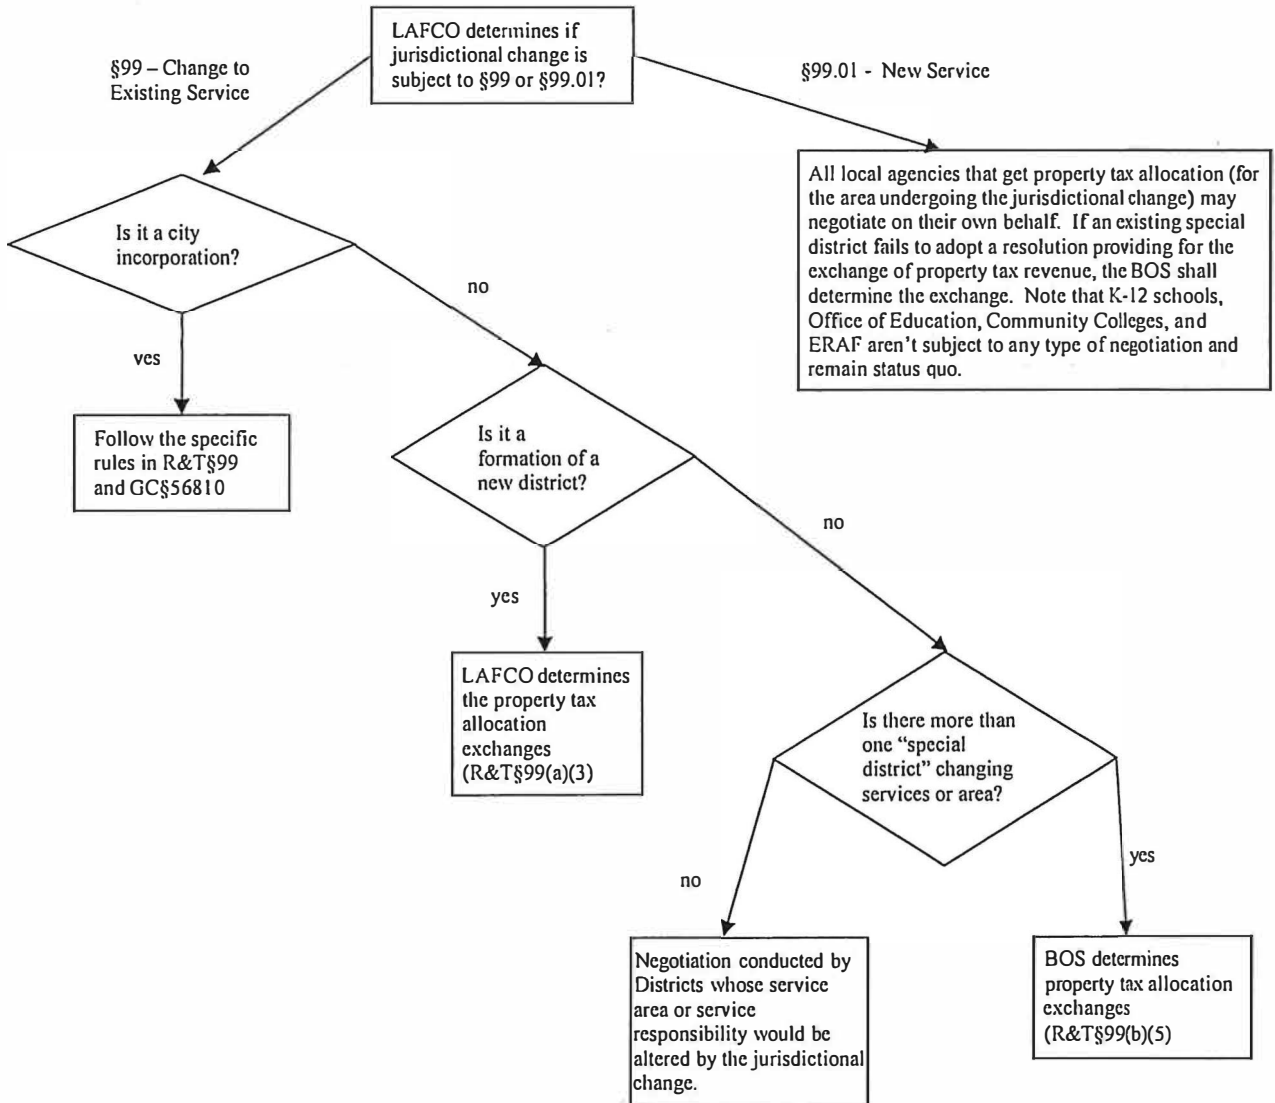 LAFCO determines if
jurisdictional change is
subject to §99 or §99.01?
§99 – Change to
Existing Service
§99.01 - New Service
All local agencies that get property tax allocation (for
the area undergoing the jurisdictional change) may
negotiate on their own behalf. If an existing special
district fails to adopt a resolution providing for the
exchange of property tax revenue, the BOS shall
determine the exchange. Note that K-12 schools,
Office of Education, Community Colleges, and
ERAF aren't subject to any type of negotiation and
remain status quo.
Is it a city
incorporation?
no
yes
Follow the specific
rules in R&T§99
and GC§56810
Is it a
formation of a
new district?
no
yes
LAFCO determines
the property tax
allocation
exchanges
(R&T§99(a)(3)
Is there more than
one “special
district” changing
services or area?
no
yes
Negotiation conducted by
Districts whose service
area or service
responsibility would be
altered by the jurisdictional
change.
BOS determines
property tax allocation
exchanges
(R&T§99(b)(5)